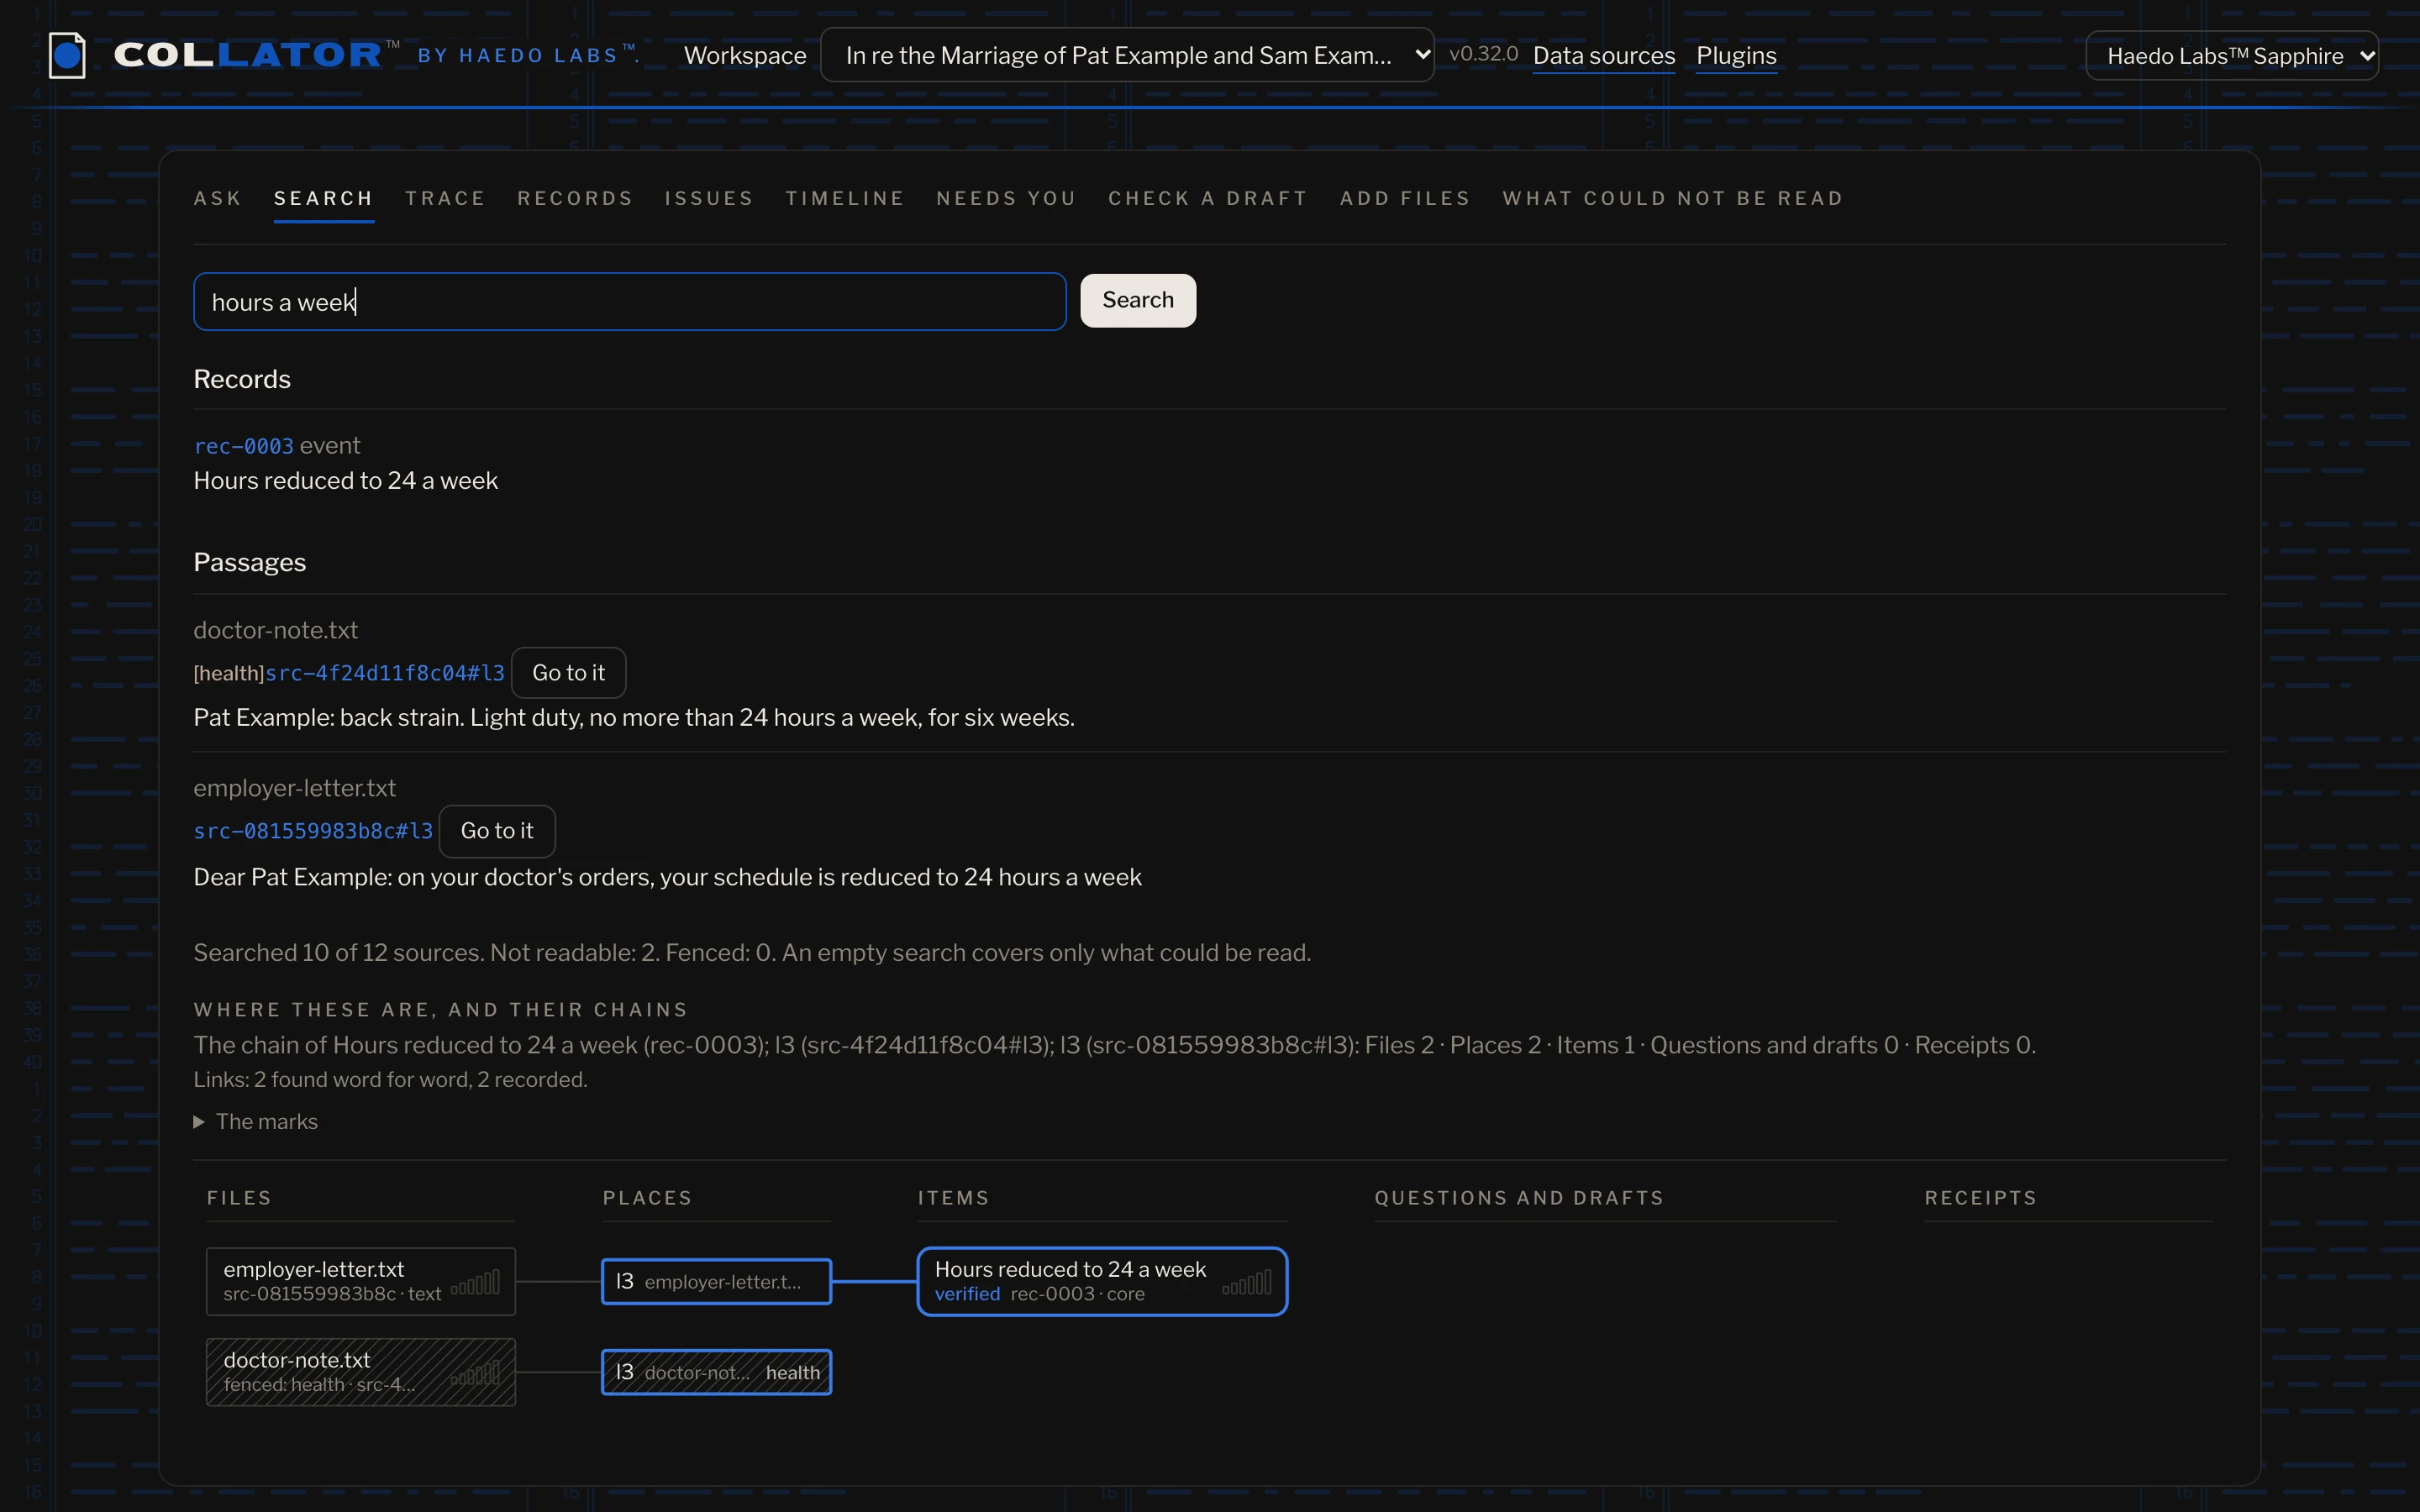 COLLATOR™ BY HAEDO LABS™. Workspace In re the Marriage of Pat Example and Sam Exam... v0.32.0 Data sources Plugins Haedo Labs™ Sapphire
ASK SEARCH TRACE RECORDS ISSUES TIMELINE NEEDS YOU CHECK A DRAFT ADD FILES WHAT COULD NOT BE READ
hours a week Search
Records
rec-0003 event
Hours reduced to 24 a week
Passages
doctor-note.txt
[health]src-4f24d11f8c04#l3 Go to it
Pat Example: back strain. Light duty, no more than 24 hours a week, for six weeks.
employer-letter.txt
src-081559983b8c#l3 Go to it
Dear Pat Example: on your doctor's orders, your schedule is reduced to 24 hours a week
Searched 10 of 12 sources. Not readable: 2. Fenced: 0. An empty search covers only what could be read.
WHERE THESE ARE, AND THEIR CHAINS
The chain of Hours reduced to 24 a week (rec-0003); l3 (src-4f24d11f8c04#l3); l3 (src-081559983b8c#l3): Files 2 · Places 2 · Items 1 · Questions and drafts 0 · Receipts 0.
Links: 2 found word for word, 2 recorded.
The marks
FILES PLACES ITEMS QUESTIONS AND DRAFTS RECEIPTS
employer-letter.txt
src-081559983b8c · text
l3 employer-letter.t...
Hours reduced to 24 a week
verified rec-0003 · core
doctor-note.txt
fenced: health · src-4...
l3 doctor-not... health